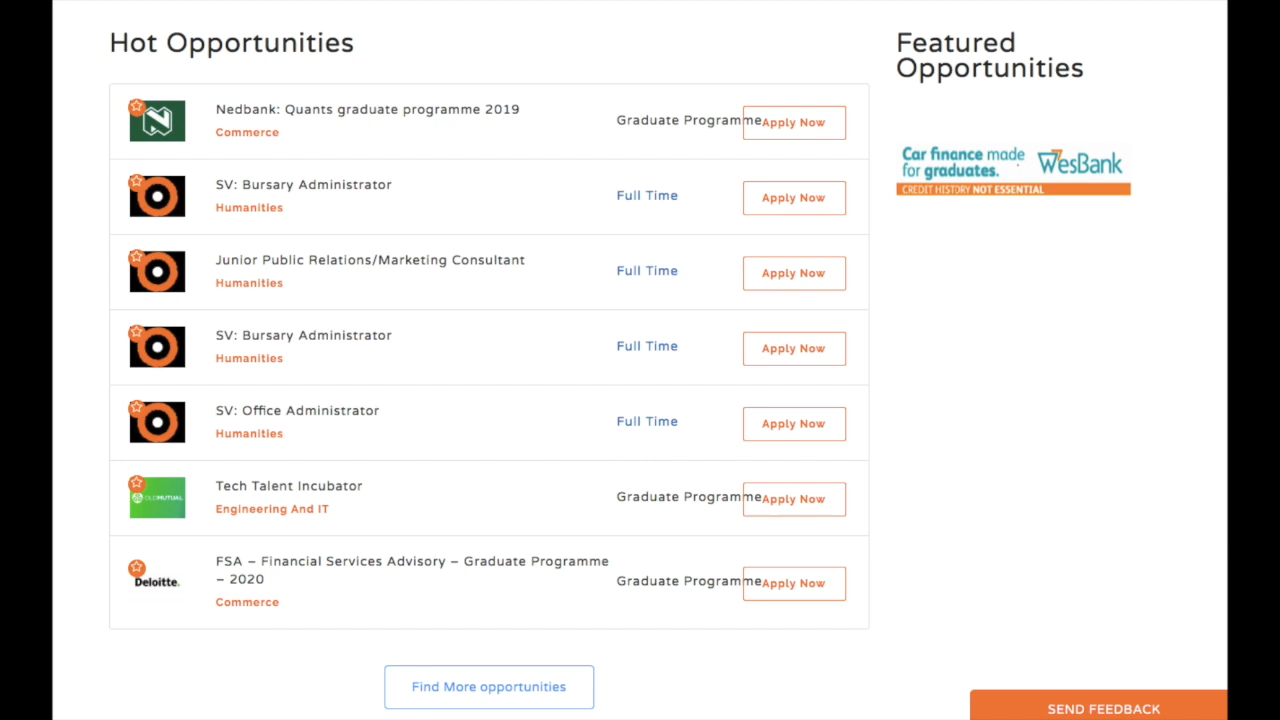 Hot Opportunities
Nedbank: Quants graduate programme 2019
Commerce
Graduate Programme
Apply Now
SV: Bursary Administrator
Humanities
Full Time
Apply Now
Junior Public Relations/Marketing Consultant
Humanities
Full Time
Apply Now
SV: Bursary Administrator
Humanities
Full Time
Apply Now
SV: Office Administrator
Humanities
Full Time
Apply Now
OLDMUTUAL
Tech Talent Incubator
Engineering And IT
Graduate Programme
Apply Now
Deloitte.
FSA – Financial Services Advisory – Graduate Programme
– 2020
Commerce
Graduate Programme
Apply Now
Find More opportunities
Featured
Opportunities
Car finance made
for graduates.
WesBank
CREDIT HISTORY NOT ESSENTIAL
SEND FEEDBACK